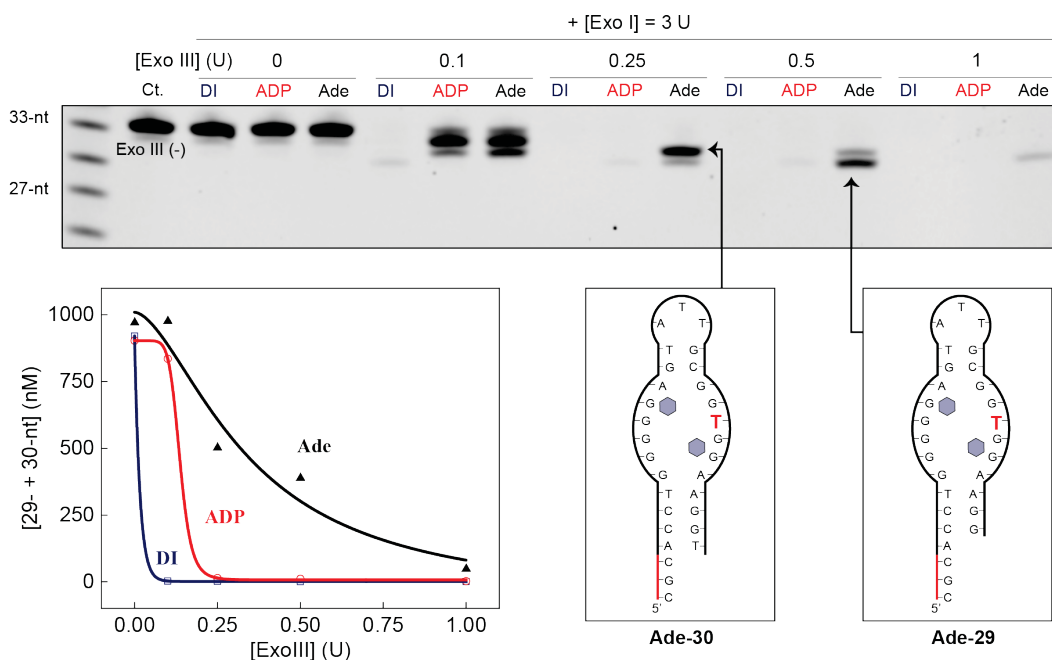 + [Exo I] = 3 U
[Exo III] (U) 0 0.1 0.25 0.5 1
Ct. DI ADP Ade DI ADP Ade DI ADP Ade DI ADP Ade DI ADP Ade
33-nt
Exo III (-)
27-nt
[29- + 30-nt] (nM)
1000
750
500
250
0
Ade
ADP
DI
0.00 0.25 0.50 0.75 1.00
[ExoIII] (U)
T
A T
T G
G C
A G
G G
G T
G G
G G
G A
T A
C G
C G
A T
C
G
C
5'
Ade-30
T
A T
T G
G C
A G
G G
G T
G G
G G
G A
T A
C G
C G
A
C
G
C
5'
Ade-29